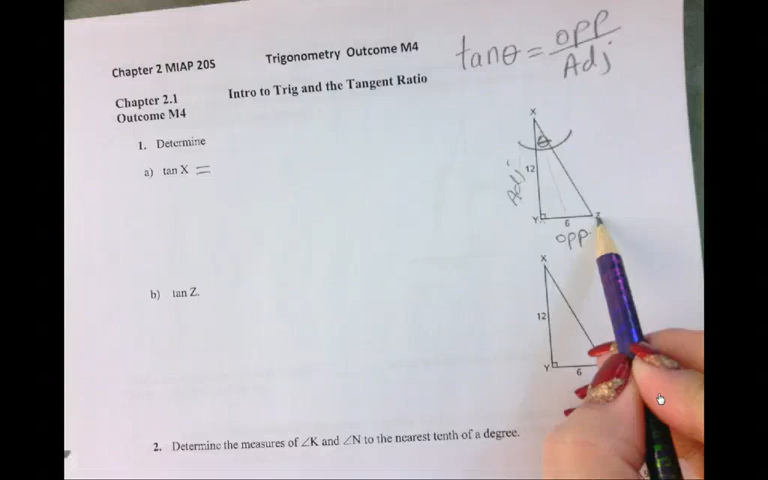 Chapter 2 MIAP 20S
Trigonometry Outcome M4
tanθ = opp/Adj
Chapter 2.1
Intro to Trig and the Tangent Ratio
Outcome M4
1. Determine
a) tan X =
X
θ
12
Adj
Y
6
opp
b) tan Z.
X
12
Y
6
2. Determine the measures of ∠K and ∠N to the nearest tenth of a degree.